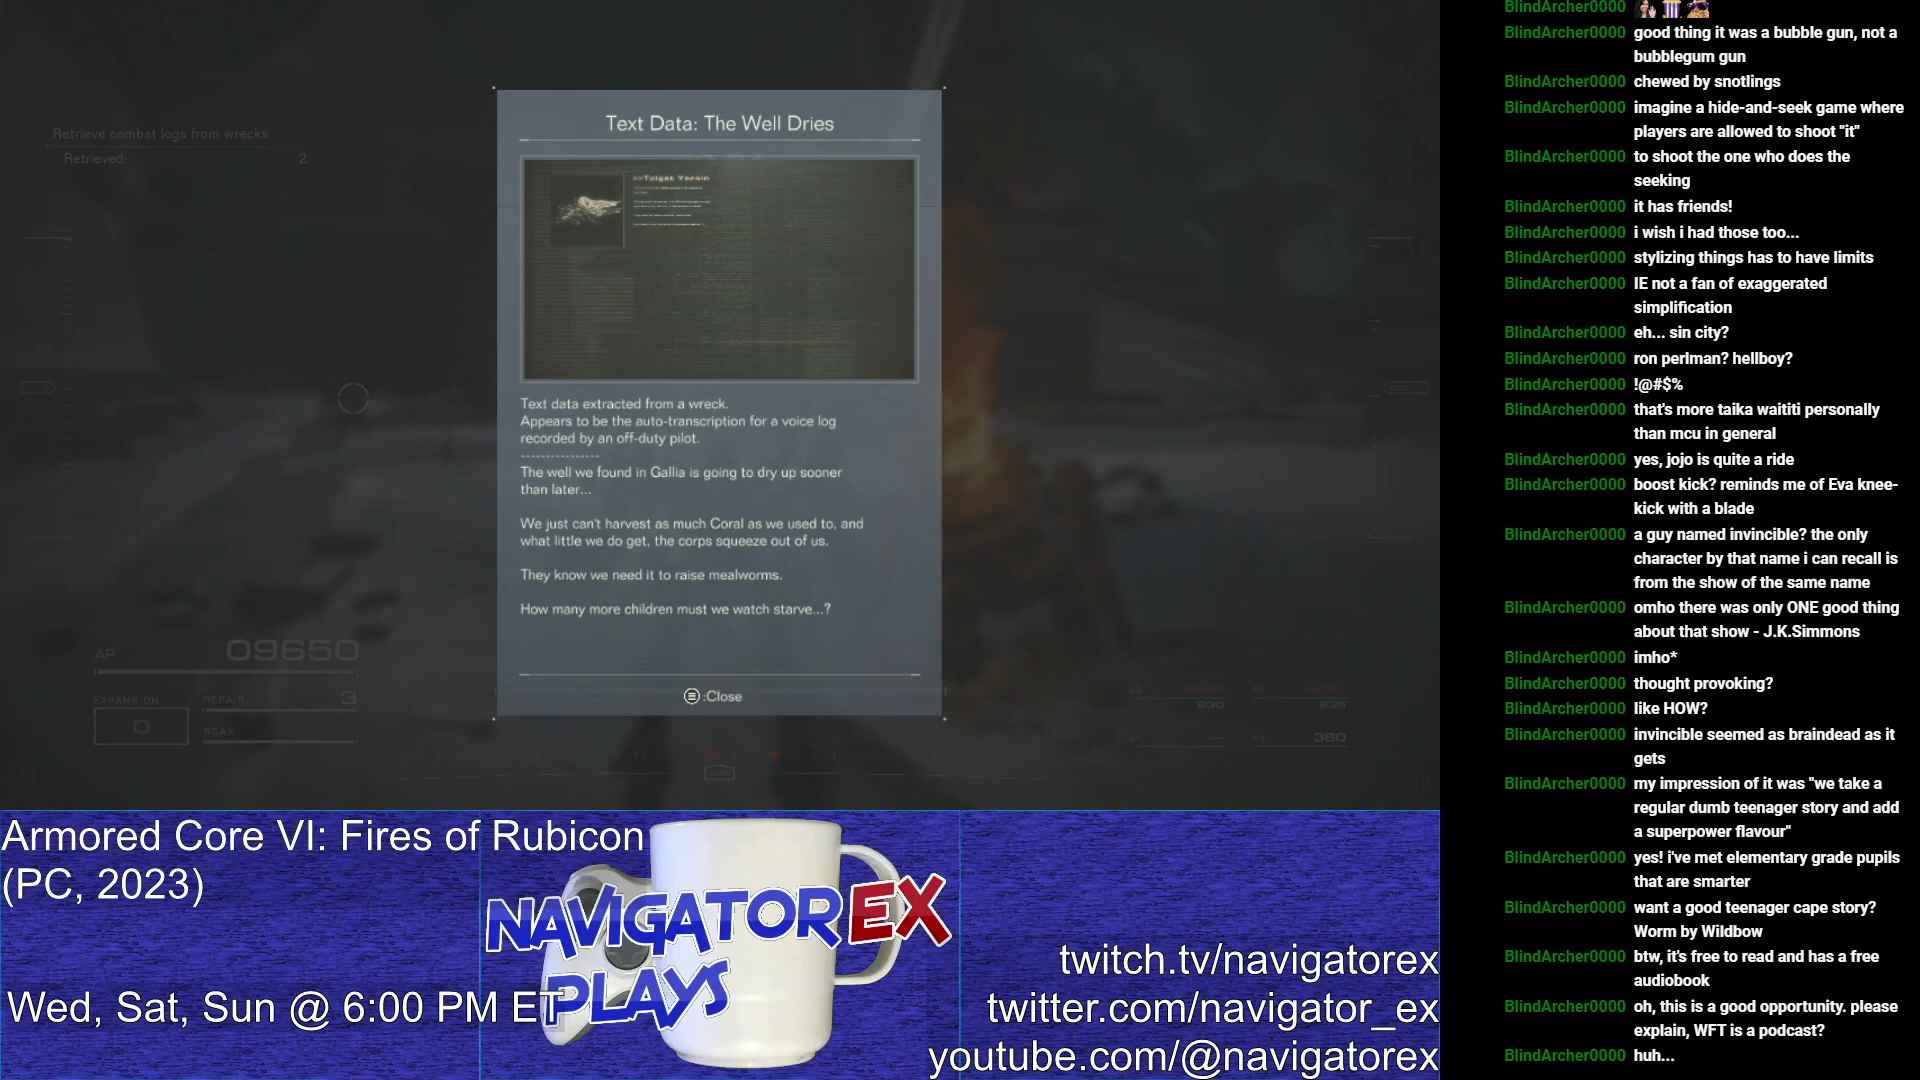 Retrieve combat logs from wrecks
Retrieved: 2
Text Data: The Well Dries
Text data extracted from a wreck.
Appears to be the auto-transcription for a voice log
recorded by an off-duty pilot.
----------------
The well we found in Gallia is going to dry up sooner
than later...
We just can't harvest as much Coral as we used to, and
what little we do get, the corps squeeze out of us.
They know we need it to raise mealworms.
How many more children must we watch starve...?
:Close
AP 09650
EXPANSION
REPAIR 3
SCAN
230
235
380
Armored Core VI: Fires of Rubicon
(PC, 2023)
Wed, Sat, Sun @ 6:00 PM ET
NAVIGATOREX
PLAYS
twitch.tv/navigatorex
twitter.com/navigator_ex
youtube.com/@navigatorex
BlindArcher0000
BlindArcher0000 good thing it was a bubble gun, not a
bubblegum gun
BlindArcher0000 chewed by snotlings
BlindArcher0000 imagine a hide-and-seek game where
players are allowed to shoot "it"
BlindArcher0000 to shoot the one who does the
seeking
BlindArcher0000 it has friends!
BlindArcher0000 i wish i had those too...
BlindArcher0000 stylizing things has to have limits
BlindArcher0000 IE not a fan of exaggerated
simplification
BlindArcher0000 eh... sin city?
BlindArcher0000 ron perlman? hellboy?
BlindArcher0000 !@#$%
BlindArcher0000 that's more taika waititi personally
than mcu in general
BlindArcher0000 yes, jojo is quite a ride
BlindArcher0000 boost kick? reminds me of Eva knee-
kick with a blade
BlindArcher0000 a guy named invincible? the only
character by that name i can recall is
from the show of the same name
BlindArcher0000 omho there was only ONE good thing
about that show - J.K.Simmons
BlindArcher0000 imho*
BlindArcher0000 thought provoking?
BlindArcher0000 like HOW?
BlindArcher0000 invincible seemed as braindead as it
gets
BlindArcher0000 my impression of it was "we take a
regular dumb teenager story and add
a superpower flavour"
BlindArcher0000 yes! i've met elementary grade pupils
that are smarter
BlindArcher0000 want a good teenager cape story?
Worm by Wildbow
BlindArcher0000 btw, it's free to read and has a free
audiobook
BlindArcher0000 oh, this is a good opportunity. please
explain, WFT is a podcast?
BlindArcher0000 huh...